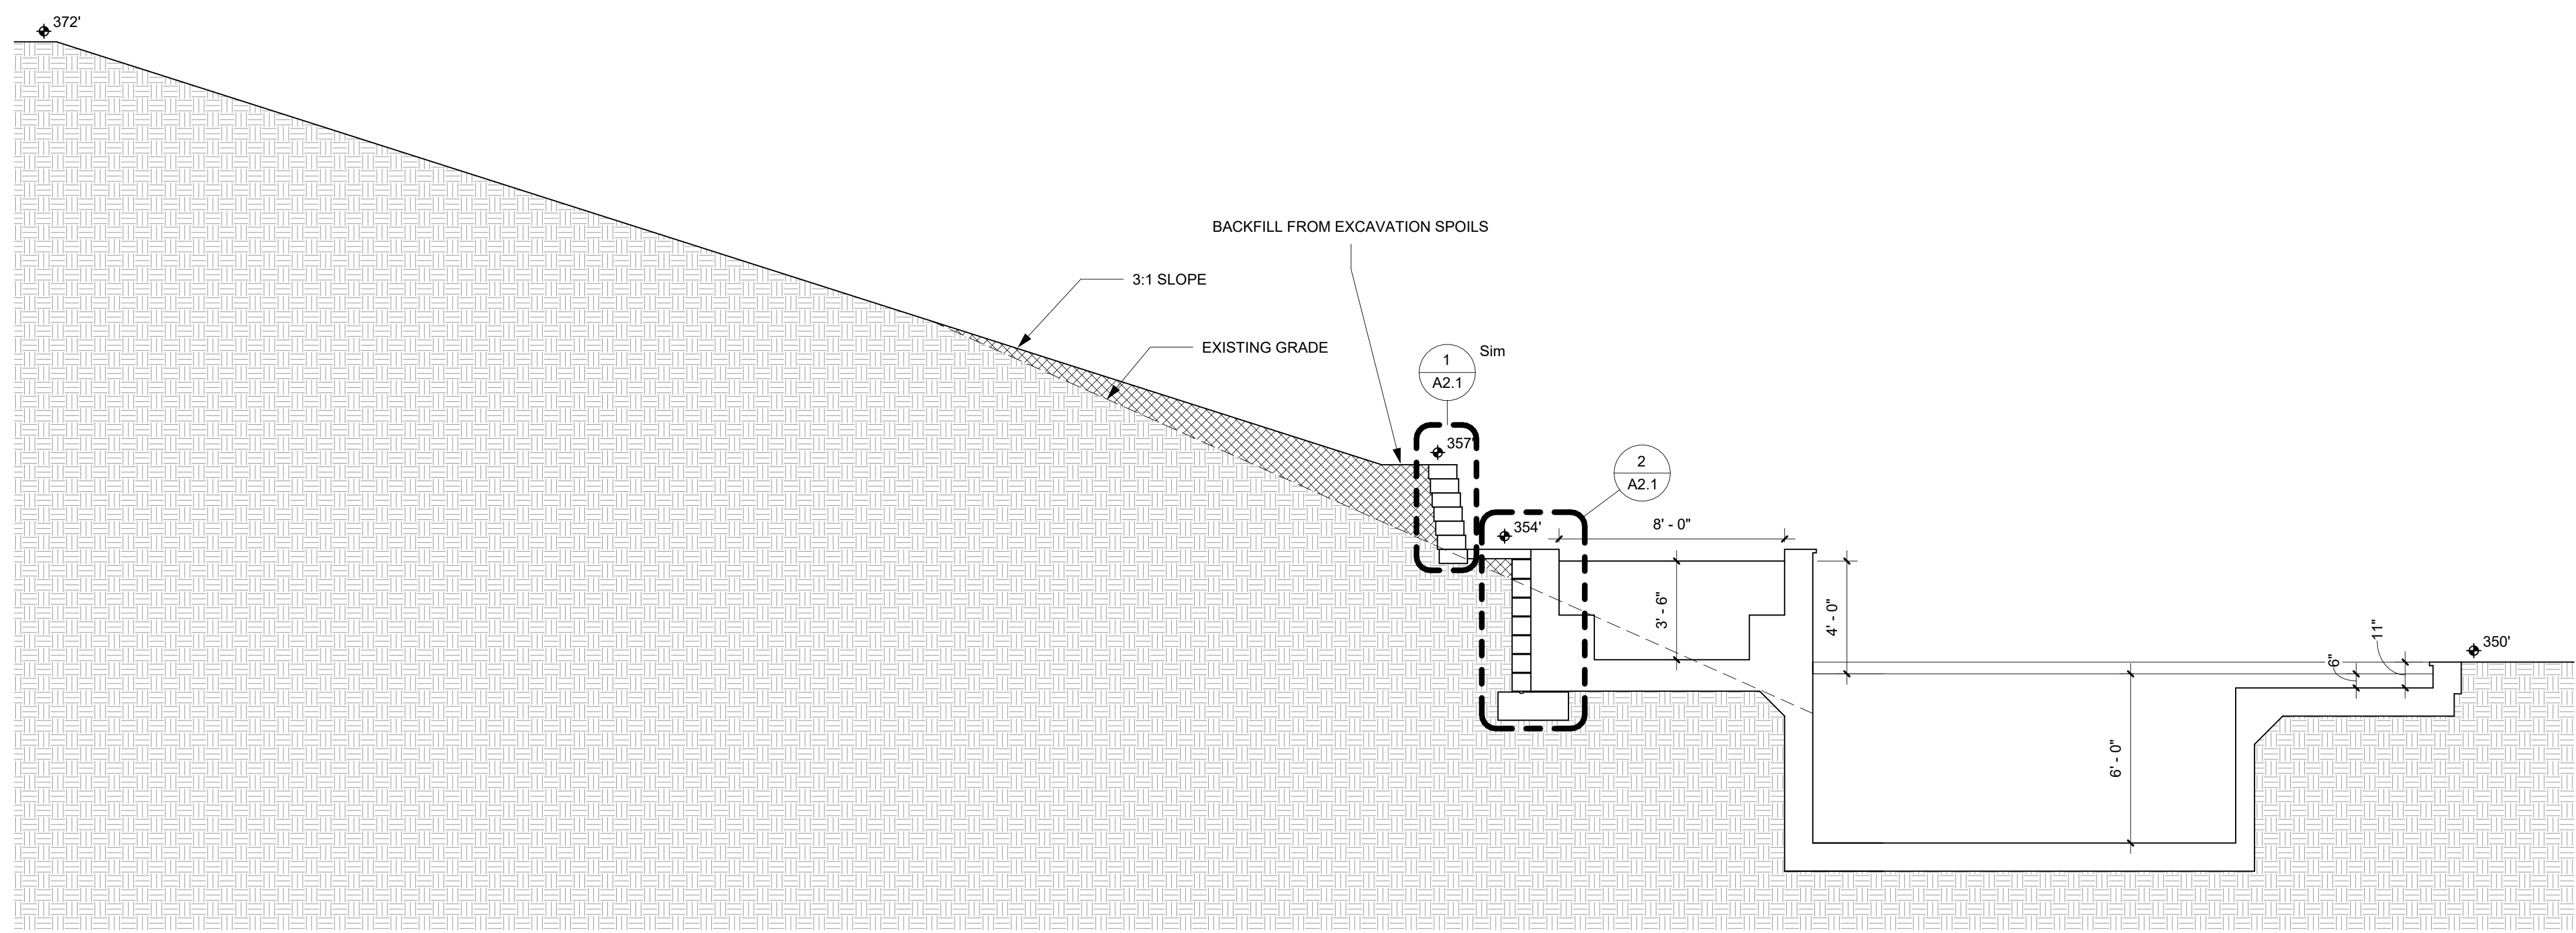 372'
BACKFILL FROM EXCAVATION SPOILS
3:1 SLOPE
EXISTING GRADE
1
A2.1
Sim
357'
2
A2.1
354'
8' - 0"
3' - 6"
4' - 0"
6"
11"
350'
6' - 0"